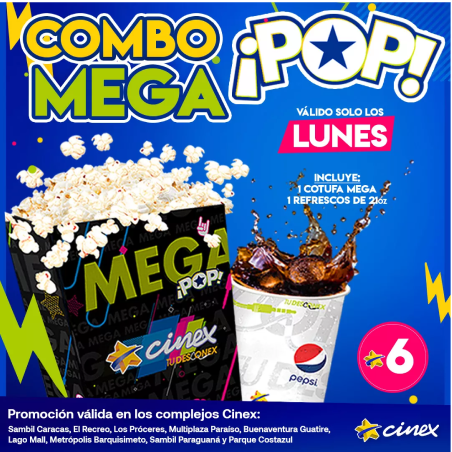 COMBO
MEGA
¡POP!
VÁLIDO SOLO LOS
LUNES
INCLUYE:
1 COTUFA MEGA
1 REFRESCOS DE 21oz
MEGA
¡POP!
cinex
TU DESCONEX
TU DESCONEX
pepsi
6
Promoción válida en los complejos Cinex:
Sambil Caracas, El Recreo, Los Próceres, Multiplaza Paraíso, Buenaventura Guatire,
Lago Mall, Metrópolis Barquisimeto, Sambil Paraguaná y Parque Costazul
cinex